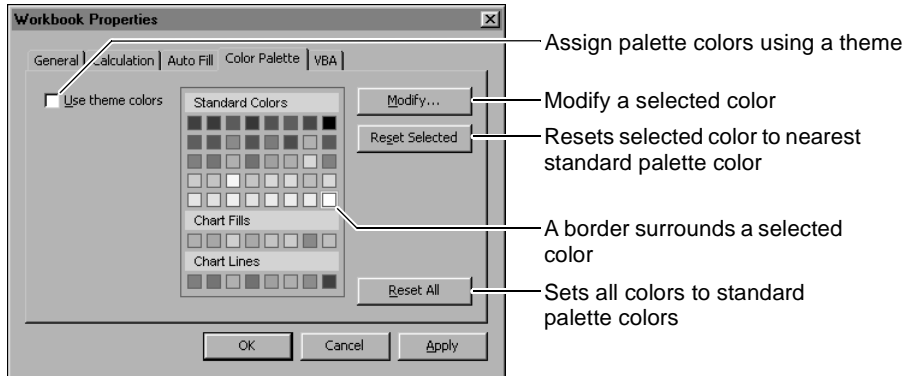 Workbook Properties
General Calculation Auto Fill Color Palette VBA
Use theme colors
Standard Colors
Chart Fills
Chart Lines
Modify...
Reset Selected
Reset All
OK Cancel Apply
Assign palette colors using a theme
Modify a selected color
Resets selected color to nearest
standard palette color
A border surrounds a selected
color
Sets all colors to standard
palette colors